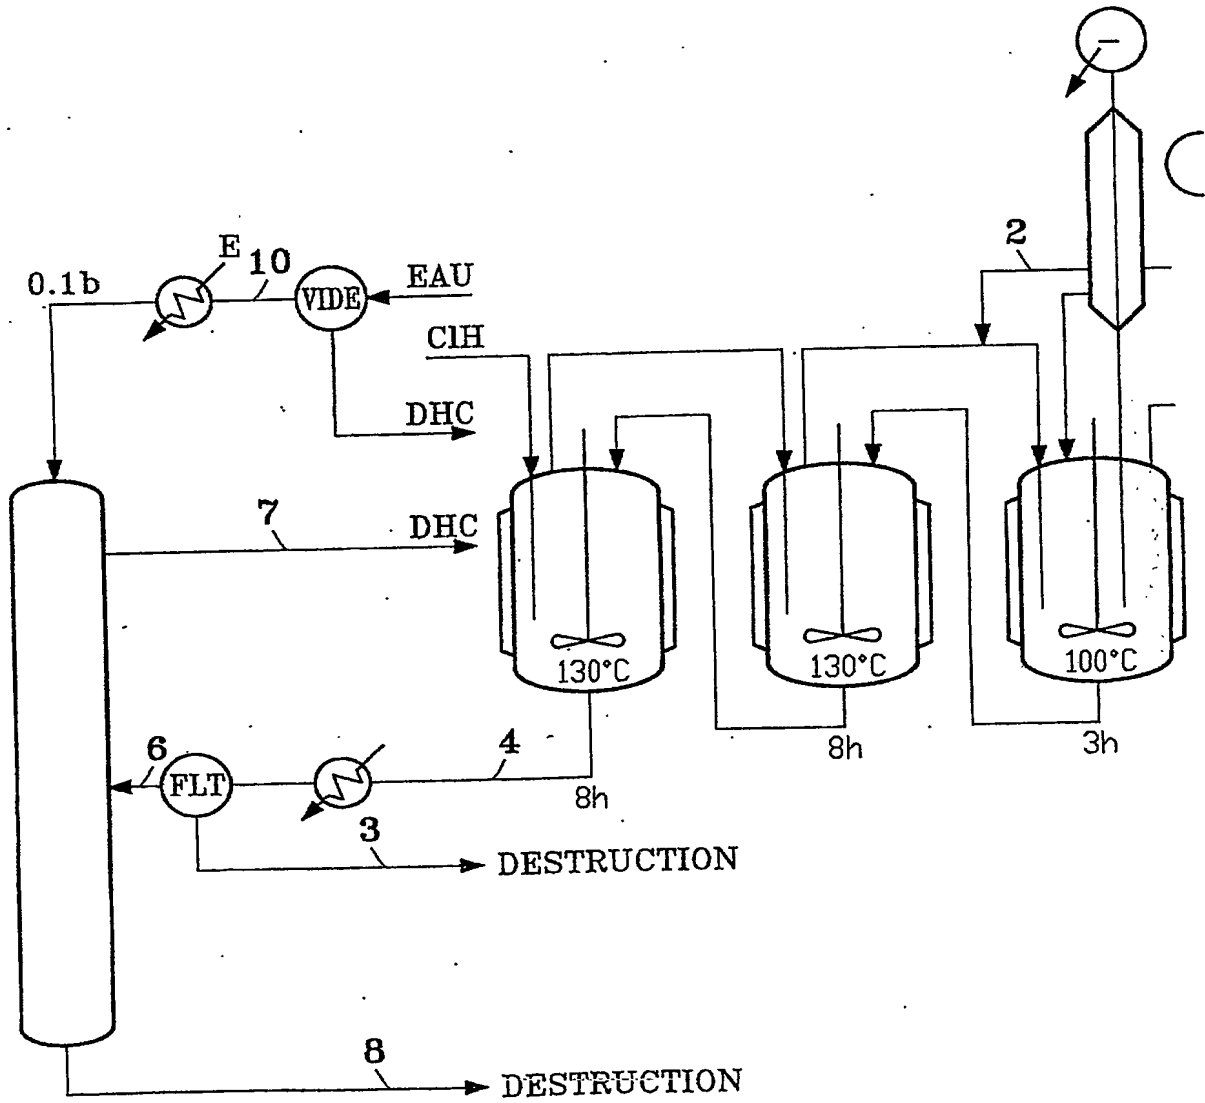 2
E
10
0.1b
VIDE
EAU
ClH
DHC
7
DHC
130°C
130°C
100°C
6
4
8h
3h
FLT
8h
3
DESTRUCTION
8
DESTRUCTION